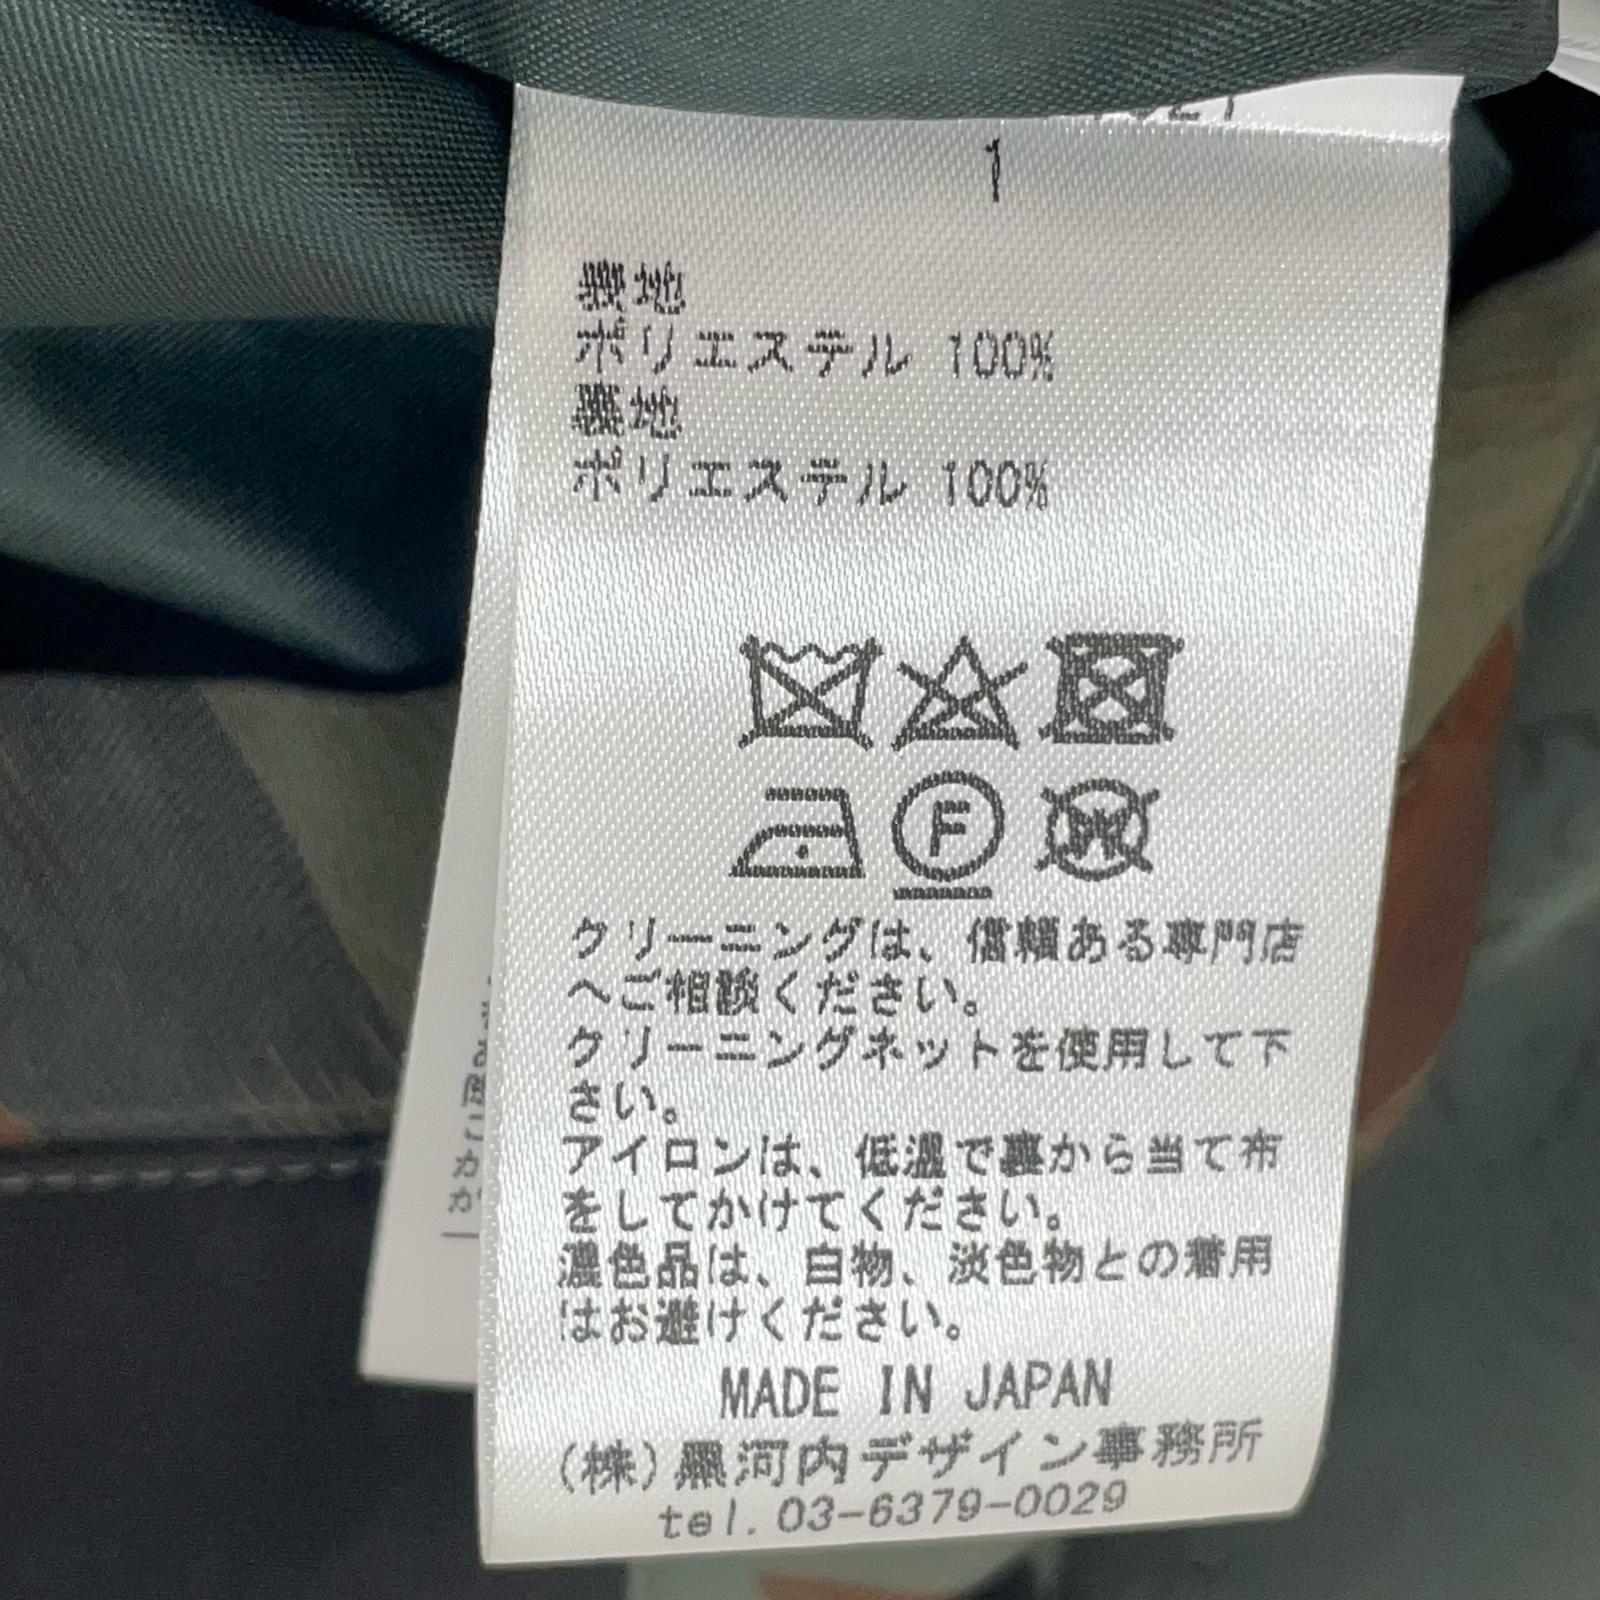 1
表地
ポリエステル 100%
裏地
ポリエステル 100%
F
クリーニングは、信頼ある専門店
へご相談ください。
クリーニングネットを使用して下
さい。
アイロンは、低温で裏から当て布
をしてかけてください。
濃色品は、白物、淡色物との着用
はお避けください。
MADE IN JAPAN
(株)黒河内デザイン事務所
tel. 03-6379-0029